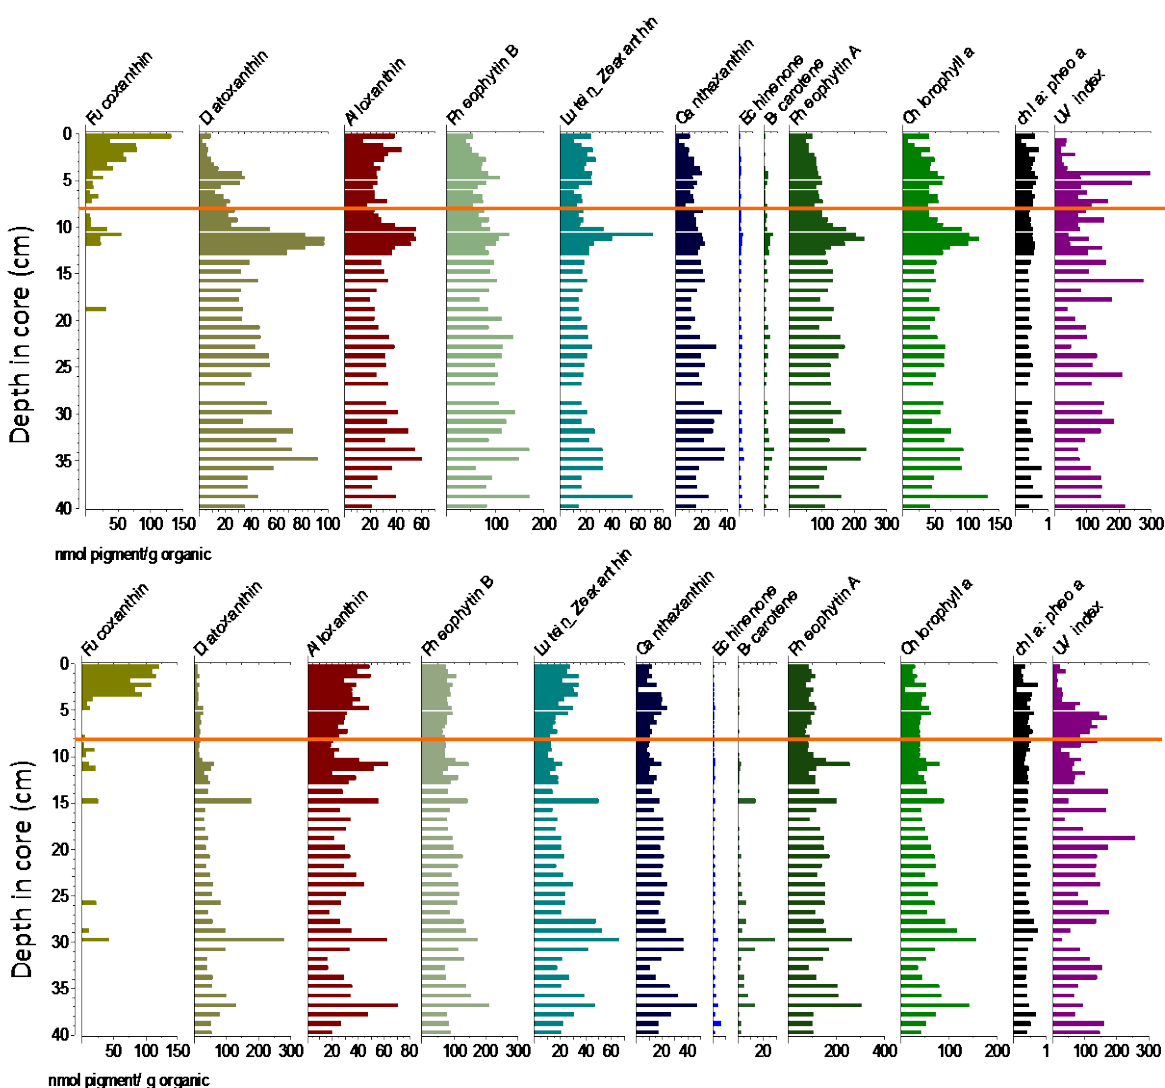 Fucoxanthin Diatoxanthin Alloxanthin Pheophytin B Lutein_Zeaxanthin Canthaxanthin Echinenone B-carotene Pheophytin A Chlorophyll a chl a: pheo a UV index
Depth in core (cm)
0
5
10
15
20
25
30
35
40
50 100 150 20 40 60 80 100 20 40 60 100 200 20 40 60 80 20 40 60 20 100 200 300 50 100 150 1 100 200 300
nmol pigment/g organic
Fucoxanthin Diatoxanthin Alloxanthin Pheophytin B Lutein_Zeaxanthin Canthaxanthin Echinenone B-carotene Pheophytin A Chlorophyll a chl a: pheo a UV index
Depth in core (cm)
0
5
10
15
20
25
30
35
40
50 100 150 100 200 300 20 40 60 80 100 200 300 20 40 60 20 40 20 200 400 100 200 1 100 200 300
nmol pigment/ g organic